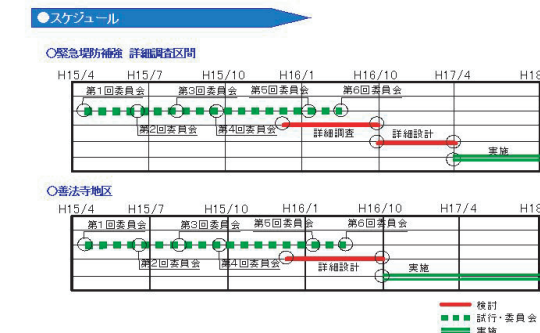 ●スケジュール
○緊急堤防補強 詳細調査区間
H15/4 H15/7 H15/10 H16/1 H16/10 H17/4 H18
第1回委員会 第3回委員会 第5回委員会 第6回委員会
第2回委員会 第4回委員会 詳細調査 詳細設計
実施
○善法寺地区
H15/4 H15/7 H15/10 H16/1 H16/10 H17/4 H18
第1回委員会 第3回委員会 第5回委員会 第6回委員会
第2回委員会 第4回委員会 詳細設計 実施
検討
試行・委員会
実施